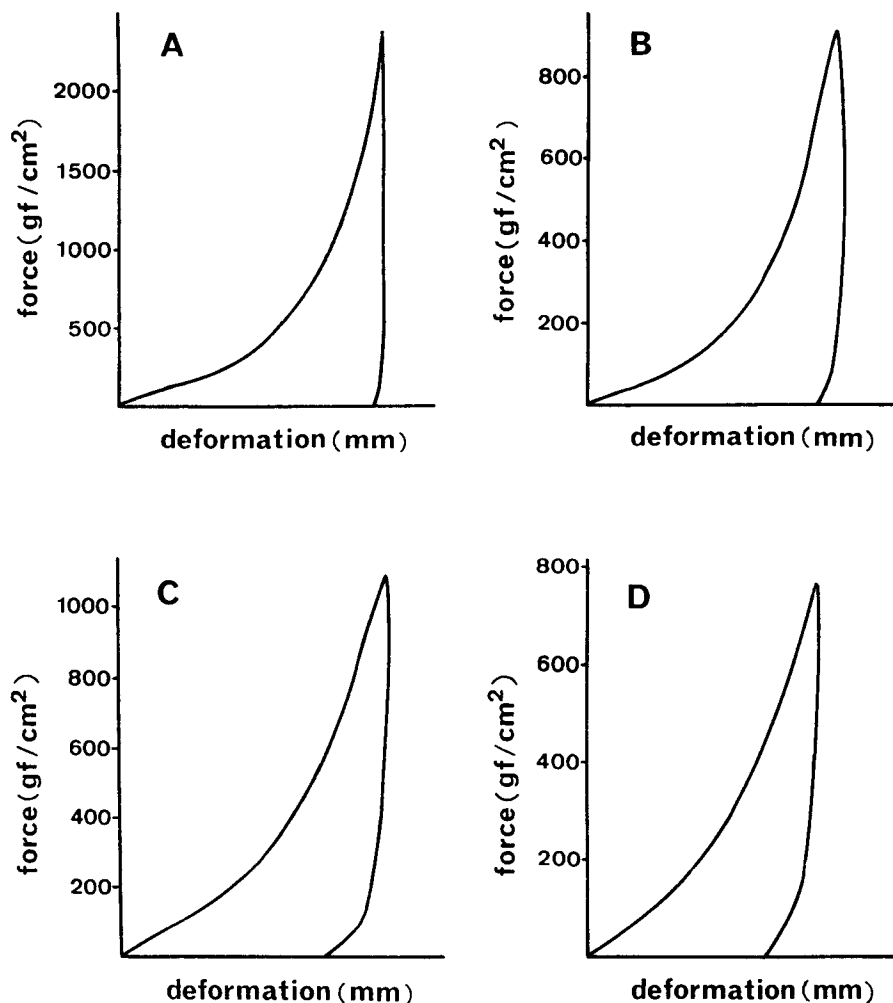 A
force(gf/cm²)
2000
1500
1000
500
deformation(mm)
B
force(gf/cm²)
800
600
400
200
deformation(mm)
C
force(gf/cm²)
1000
800
600
400
200
deformation(mm)
D
force(gf/cm²)
800
600
400
200
deformation(mm)